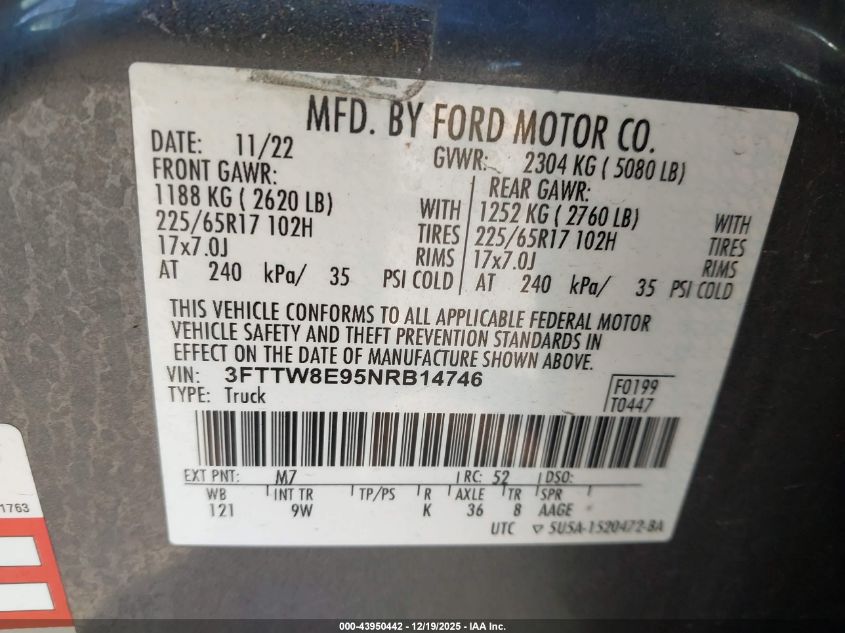 MFD. BY FORD MOTOR CO.
DATE: 11/22 GVWR: 2304 KG ( 5080 LB)
FRONT GAWR: REAR GAWR:
1188 KG ( 2620 LB) WITH 1252 KG ( 2760 LB) WITH
225/65R17 102H TIRES 225/65R17 102H TIRES
17x7.0J RIMS 17x7.0J RIMS
AT 240 kPa/ 35 PSI COLD AT 240 kPa/ 35 PSI COLD
THIS VEHICLE CONFORMS TO ALL APPLICABLE FEDERAL MOTOR
VEHICLE SAFETY AND THEFT PREVENTION STANDARDS IN
EFFECT ON THE DATE OF MANUFACTURE SHOWN ABOVE.
VIN: 3FTTW8E95NRB14746 F0199
TYPE: Truck T0447
EXT PNT: M7 RC: 52 DSO:
WB INT TR TP/PS R AXLE TR SPR
121 9W K 36 8 AAGE
UTC ▽ 5U5A-1520472-BA
1763
000-43950442 - 12/19/2025 - IAA Inc.